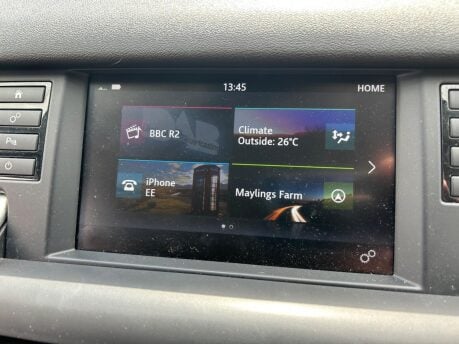 13:45
HOME
BBC R2
Climate
Outside: 26°C
iPhone
EE
Maylings Farm